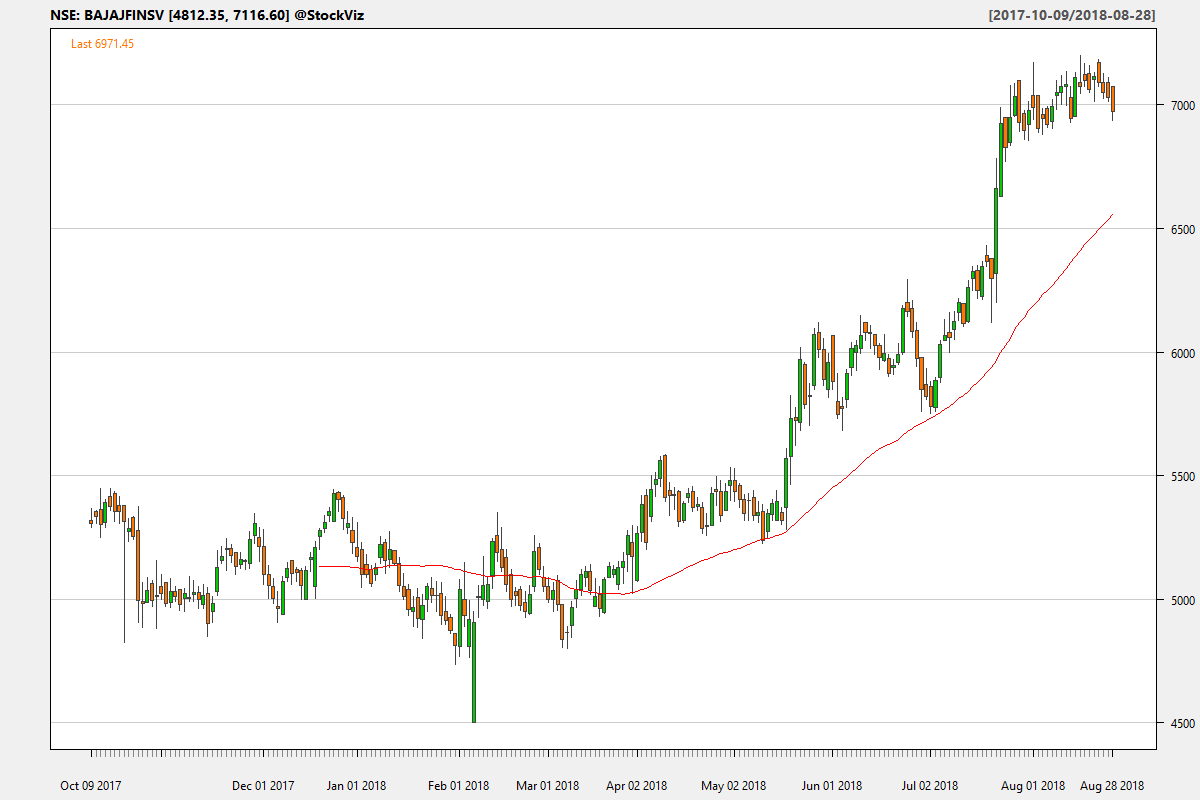 NSE: BAJAJFINSV [4812.35, 7116.60] @StockViz
[2017-10-09/2018-08-28]
Last 6971.45
7000
6500
6000
5500
5000
4500
Oct 09 2017
Dec 01 2017
Jan 01 2018
Feb 01 2018
Mar 01 2018
Apr 02 2018
May 02 2018
Jun 01 2018
Jul 02 2018
Aug 01 2018
Aug 28 2018